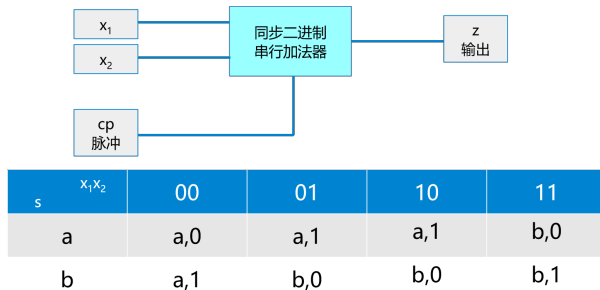 x₁
x₂
cp
脉冲
同步二进制
串行加法器
z
输出
s x₁x₂ 00 01 10 11
a a,0 a,1 a,1 b,0
b a,1 b,0 b,0 b,1